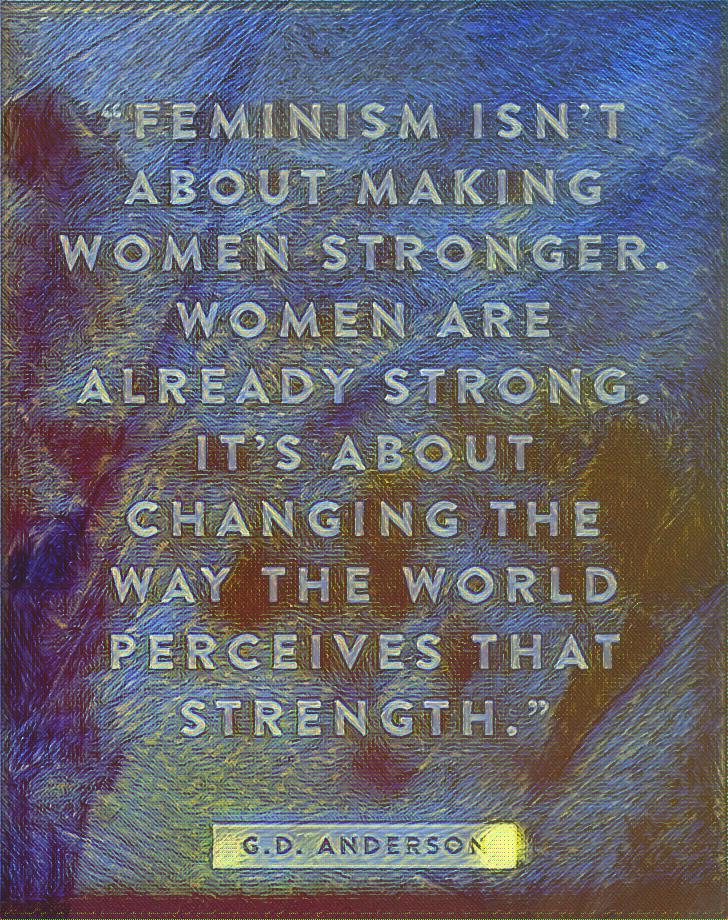 “FEMINISM ISN’T
ABOUT MAKING
WOMEN STRONGER.
WOMEN ARE
ALREADY STRONG.
IT’S ABOUT
CHANGING THE
WAY THE WORLD
PERCEIVES THAT
STRENGTH.”
G.D. ANDERSON